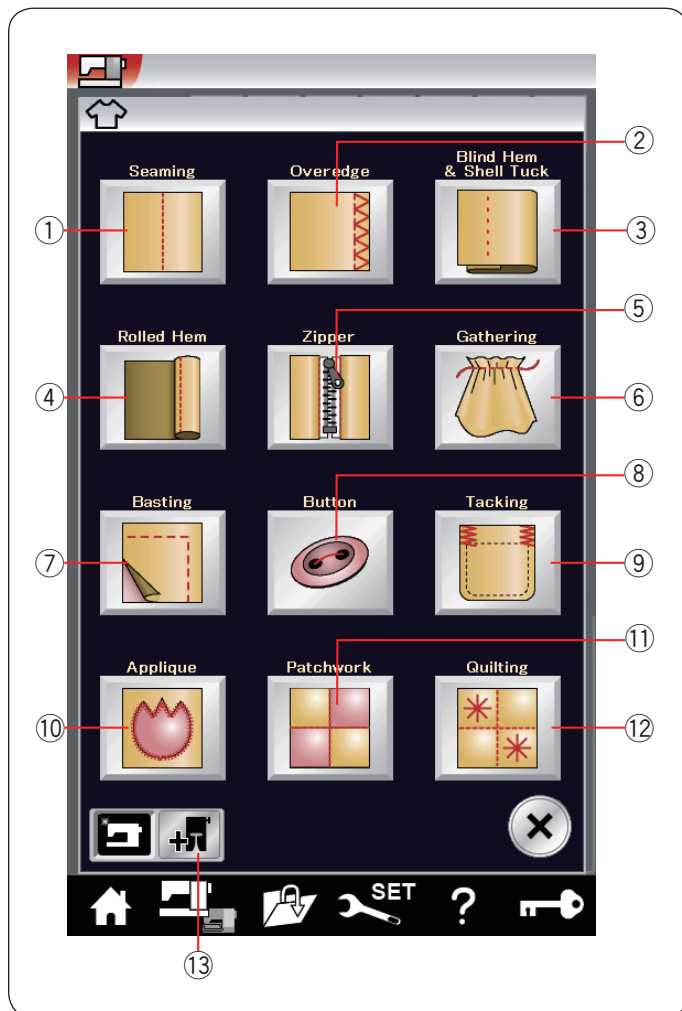 Blind Hem
Seaming Overedge & Shell Tuck
① ② ③
Rolled Hem Zipper Gathering
④ ⑤ ⑥
Basting Button Tacking
⑦ ⑧ ⑨
Applique Patchwork Quilting
⑩ ⑪ ⑫
SET
?
⑬